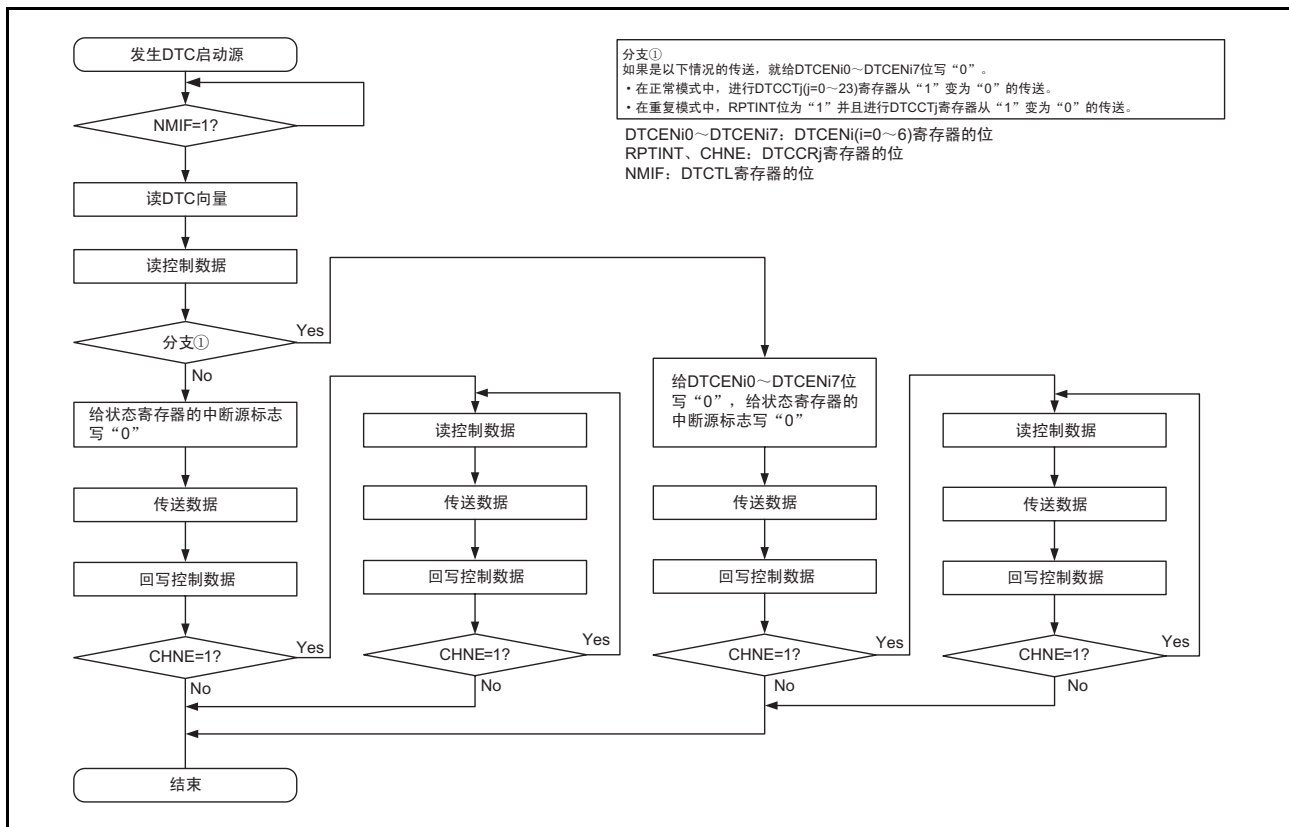 发生DTC启动源
NMIF=1?
读DTC向量
读控制数据
分支①
Yes
No
给状态寄存器的中断源标志
写“0”
传送数据
回写控制数据
CHNE=1?
Yes
No
读控制数据
传送数据
回写控制数据
CHNE=1?
Yes
No
给DTCENi0～DTCENi7位
写“0”，给状态寄存器的
中断源标志写“0”
传送数据
回写控制数据
CHNE=1?
Yes
No
读控制数据
传送数据
回写控制数据
CHNE=1?
Yes
No
结束
分支①
如果是以下情况的传送，就给DTCENi0～DTCENi7位写“0”。
・在正常模式中，进行DTCCTj(j=0～23)寄存器从“1”变为“0”的传送。
・在重复模式中，RPTINT位为“1”并且进行DTCCTj寄存器从“1”变为“0”的传送。
DTCENi0～DTCENi7：DTCENi(i=0～6)寄存器的位
RPTINT、CHNE：DTCCRj寄存器的位
NMIF：DTCTL寄存器的位